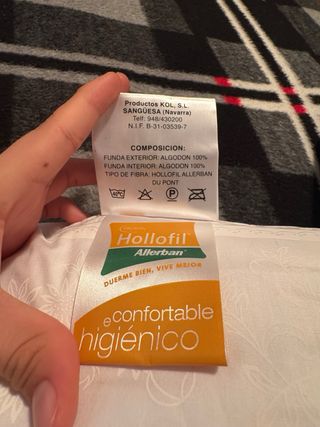 Productos KOL, S.L.
SANGÜESA (Navarra)
Telf: 948/430200
N.I.F. B-31-03539-7
COMPOSICION:
FUNDA EXTERIOR: ALGODON 100%
FUNDA INTERIOR: ALGODON 100%
TIPO DE FIBRA: HOLLOFIL ALLERBAN
DU PONT
40°
Hollofil
Allerban
DUERME BIEN, VIVE MEJOR
confortable
e
higiénico